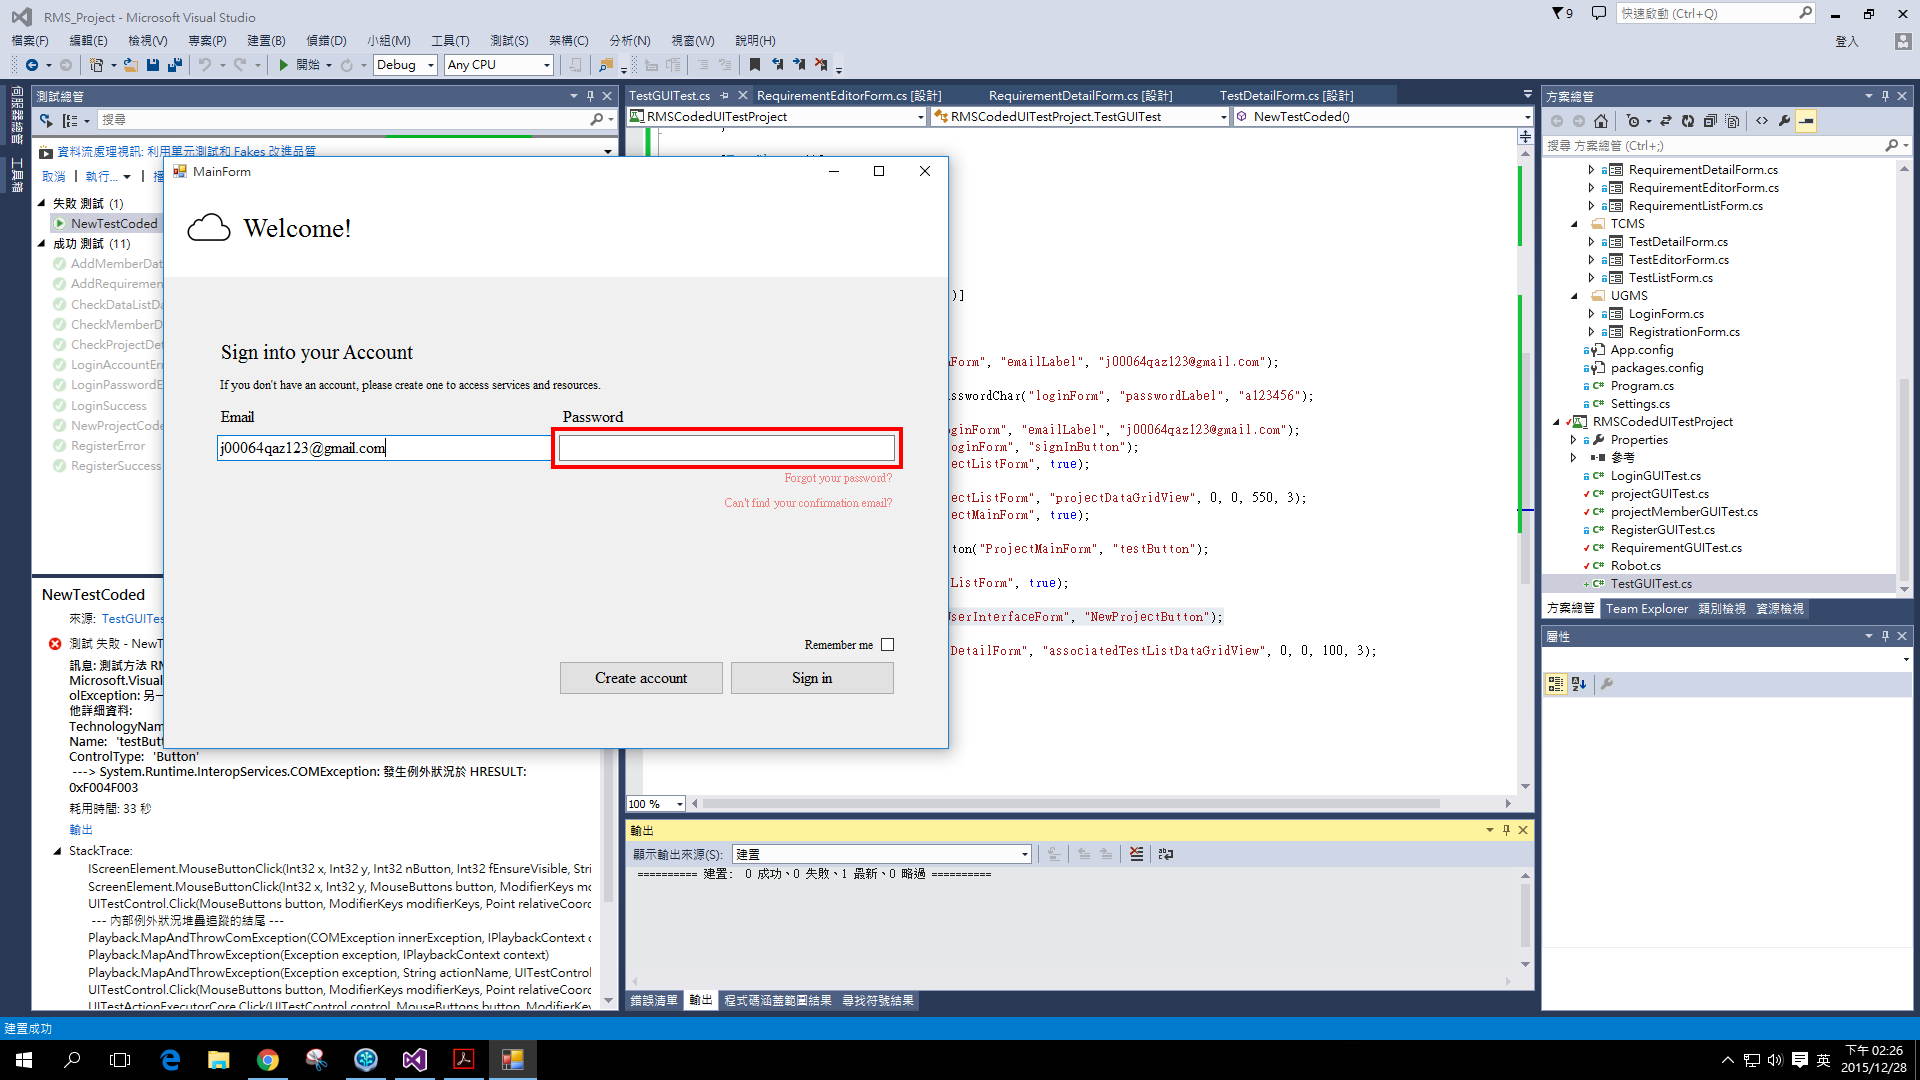 RMS_Project - Microsoft Visual Studio
9
快速啟動 (Ctrl+Q)
檔案(F) 編輯(E) 檢視(V) 專案(P) 建置(B) 偵錯(D) 小組(M) 工具(T) 測試(S) 架構(C) 分析(N) 視窗(W) 說明(H)
登入
開始 Debug Any CPU
伺服器總管
工具箱
測試總管
搜尋
資料流處理視訊: 利用單元測試和 Fakes 改進品質
取消 | 執行... | 播
失敗 測試 (1)
NewTestCoded
成功 測試 (11)
AddMemberDat
AddRequiremen
CheckDataListDa
CheckMemberD
CheckProjectDet
LoginAccountErr
LoginPasswordE
LoginSuccess
NewProjectCode
RegisterError
RegisterSuccess
NewTestCoded
來源: TestGUITes
測試 失敗 - NewT
訊息: 測試方法 RM
Microsoft.Visual
olException: 另一
他詳細資料:
TechnologyNam
Name: 'testButt
ControlType: 'Button'
---> System.Runtime.InteropServices.COMException: 發生例外狀況於 HRESULT:
0xF004F003
耗用時間: 33 秒
輸出
StackTrace:
IScreenElement.MouseButtonClick(Int32 x, Int32 y, Int32 nButton, Int32 fEnsureVisible, Stri
ScreenElement.MouseButtonClick(Int32 x, Int32 y, MouseButtons button, ModifierKeys mo
UITestControl.Click(MouseButtons button, ModifierKeys modifierKeys, Point relativeCoord
--- 內部例外狀況堆疊追蹤的結尾 ---
Playback.MapAndThrowComException(COMException innerException, IPlaybackContext c
Playback.MapAndThrowException(Exception exception, IPlaybackContext context)
Playback.MapAndThrowException(Exception exception, String actionName, UITestControl
UITestControl.Click(MouseButtons button, ModifierKeys modifierKeys, Point relativeCoord
UITestActionExecutorCore.Click(UITestControl control, MouseButtons button, ModifierKey
MainForm
Welcome!
Sign into your Account
If you don't have an account, please create one to access services and resources.
Email Password
j00064qaz123@gmail.com
Forgot your password?
Can't find your confirmation email?
Remember me
Create account Sign in
TestGUITest.cs RequirementEditorForm.cs [設計] RequirementDetailForm.cs [設計] TestDetailForm.cs [設計]
RMSCodedUITestProject RMSCodedUITestProject.TestGUITest NewTestCoded()
)]
nForm", "emailLabel", "j00064qaz123@gmail.com");
sswordChar("loginForm", "passwordLabel", "a123456");
ginForm", "emailLabel", "j00064qaz123@gmail.com");
oginForm", "signInButton");
ectListForm", true);
ectListForm", "projectDataGridView", 0, 0, 550, 3);
ectMainForm", true);
ton("ProjectMainForm", "testButton");
ListForm", true);
UserInterfaceForm", "NewProjectButton");
DetailForm", "associatedTestListDataGridView", 0, 0, 100, 3);
100 %
輸出
顯示輸出來源(S): 建置
========== 建置: 0 成功、0 失敗、1 最新、0 略過 ==========
錯誤清單 輸出 程式碼涵蓋範圍結果 尋找符號結果
方案總管
搜尋 方案總管 (Ctrl+;)
RequirementDetailForm.cs
RequirementEditorForm.cs
RequirementListForm.cs
TCMS
TestDetailForm.cs
TestEditorForm.cs
TestListForm.cs
UGMS
LoginForm.cs
RegistrationForm.cs
App.config
packages.config
Program.cs
Settings.cs
RMSCodedUITestProject
Properties
參考
LoginGUITest.cs
projectGUITest.cs
projectMemberGUITest.cs
RegisterGUITest.cs
RequirementGUITest.cs
Robot.cs
TestGUITest.cs
方案總管 Team Explorer 類別檢視 資源檢視
屬性
建置成功
英
下午 02:26
2015/12/28